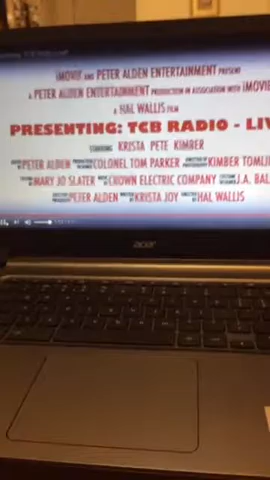 iMOVIE AND PETER ALDEN ENTERTAINMENT PRESENT
A PETER ALDEN ENTERTAINMENT PRODUCTION IN ASSOCIATION WITH iMOVIE
A HAL WALLIS FILM
PRESENTING: TCB RADIO - LIV
STARRING KRISTA PETE KIMBER
PETER ALDEN COLONEL TOM PARKER KIMBER TOMLI
MARY JO SLATER CROWN ELECTRIC COMPANY J.A. BAL
PETER ALDEN KRISTA JOY HAL WALLIS
acer